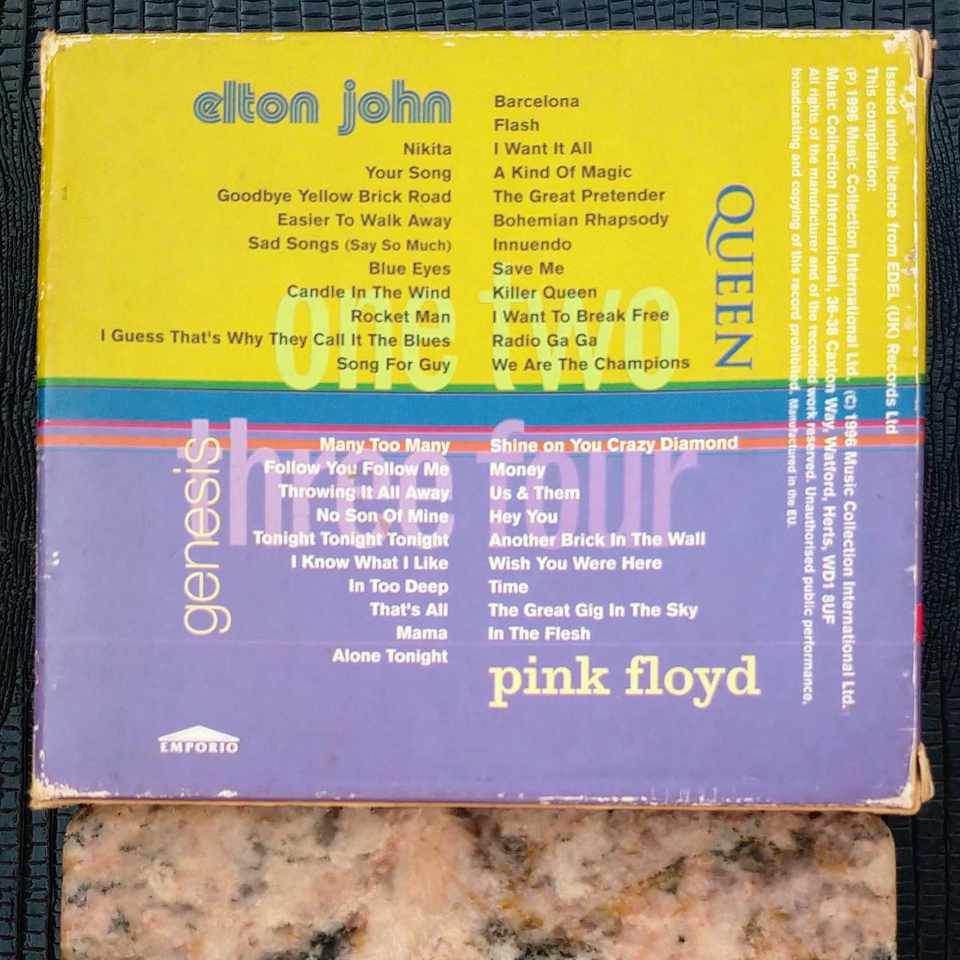 elton john
Nikita
Your Song
Goodbye Yellow Brick Road
Easier To Walk Away
Sad Songs (Say So Much)
Blue Eyes
Candle In The Wind
Rocket Man
I Guess That's Why They Call It The Blues
Song For Guy
Barcelona
Flash
I Want It All
A Kind Of Magic
The Great Pretender
Bohemian Rhapsody
Innuendo
Save Me
Killer Queen
I Want To Break Free
Radio Ga Ga
We Are The Champions
QUEEN
one two
three four
genesis
Many Too Many
Follow You Follow Me
Throwing It All Away
No Son Of Mine
Tonight Tonight Tonight
I Know What I Like
In Too Deep
That's All
Mama
Alone Tonight
Shine on You Crazy Diamond
Money
Us & Them
Hey You
Another Brick In The Wall
Wish You Were Here
Time
The Great Gig In The Sky
In The Flesh
pink floyd
EMPORIO
Issued under licence from EDEL (UK) Records Ltd
This compilation:
(P) 1996 Music Collection International Ltd. (C) 1996 Music Collection International Ltd.
Music Collection International, 36-38 Caxton Way, Watford, Herts, WD1 8UF
All rights of the manufacturer and of the recorded work reserved. Unauthorised public performance,
broadcasting and copying of this record prohibited. Manufactured in the EU.